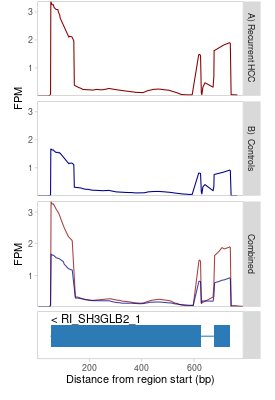 3
2
1
A) Recurrent HCC
FPM
3
2
1
B) Controls
3
2
1
Combined
FPM
< RI_SH3GLB2_1
200 400 600
Distance from region start (bp)